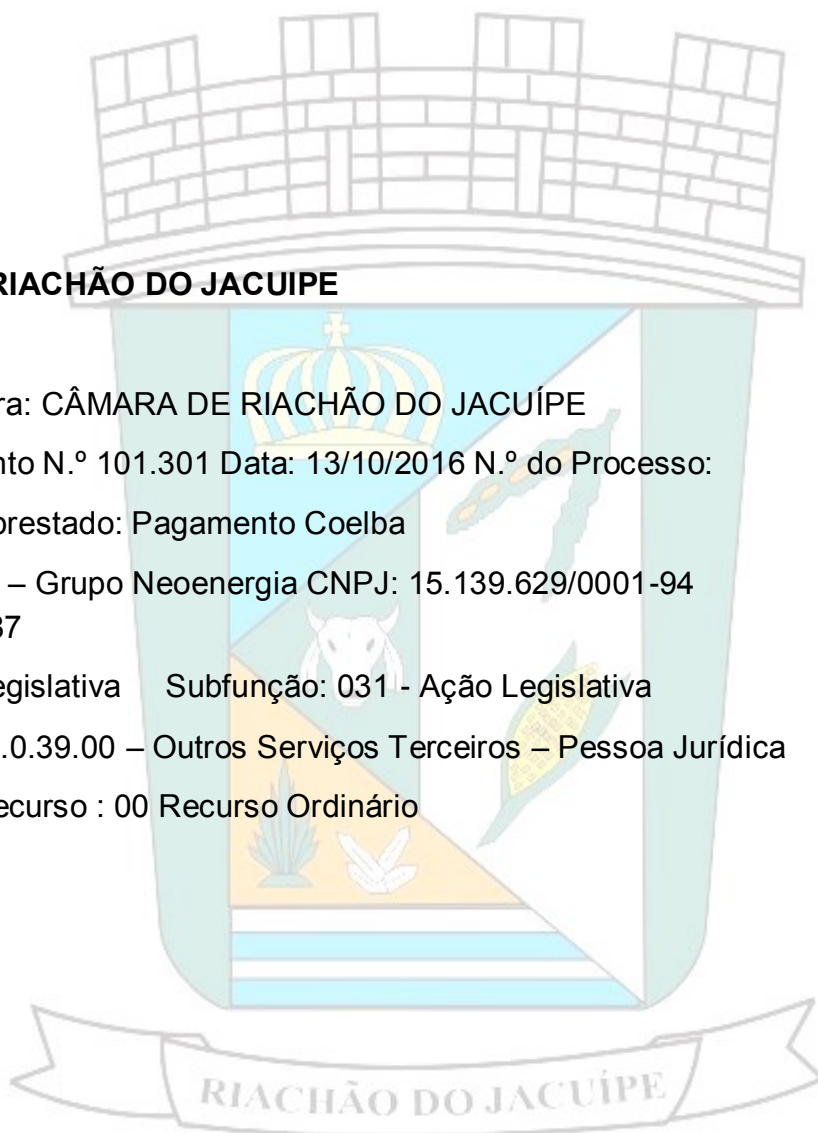 RIACHÃO DO JACUIPE
ra: CÂMARA DE RIACHÃO DO JACUÍPE
nto N.º 101.301 Data: 13/10/2016 N.º do Processo:
prestado: Pagamento Coelba
– Grupo Neoenergia CNPJ: 15.139.629/0001-94
37
egislativa Subfunção: 031 - Ação Legislativa
.0.39.00 – Outros Serviços Terceiros – Pessoa Jurídica
ecurso : 00 Recurso Ordinário
RIACHÃO DO JACUÍPE